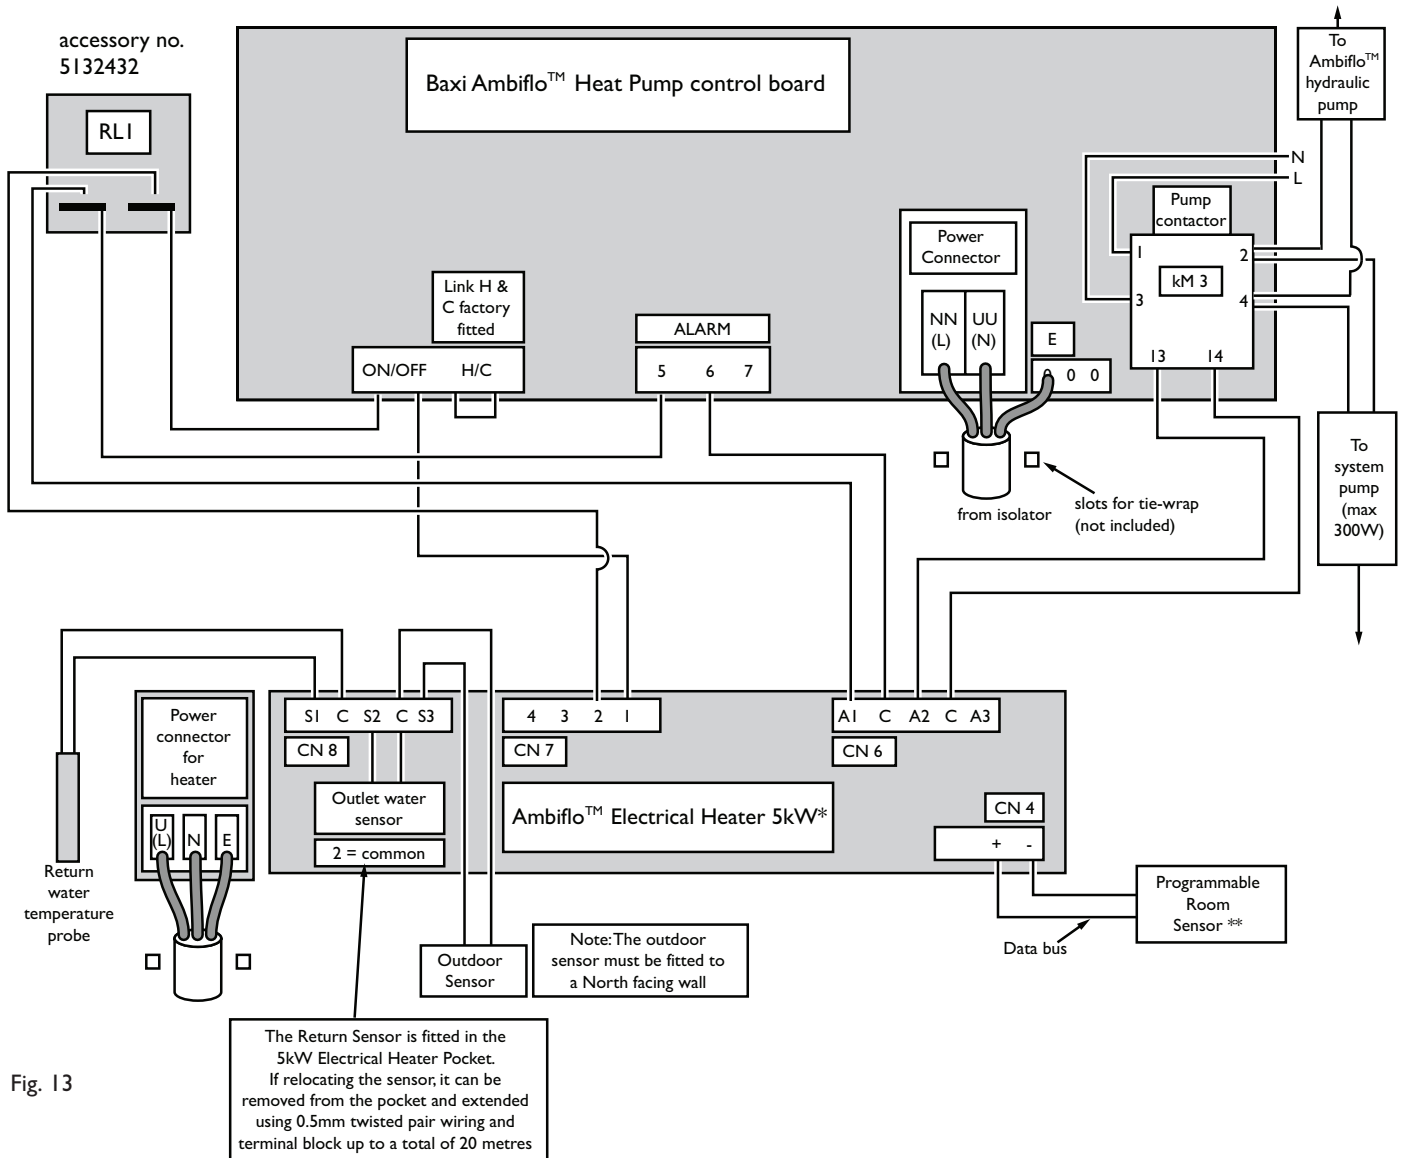 accessory no.
5132432
RL1
Baxi Ambiflo™ Heat Pump control board
To
Ambiflo™
hydraulic
pump
N
L
Pump
contactor
1
2
kM 3
3
4
13 14
Power
Connector
NN
(L)
UU
(N)
E
0 0 0
Link H &
C factory
fitted
ON/OFF H/C
ALARM
5 6 7
from isolator
slots for tie-wrap
(not included)
To
system
pump
(max
300W)
Power
connector
for
heater
U
(L)
N
E
Return
water
temperature
probe
S1 C S2 C S3
CN 8
Outlet water
sensor
2 = common
4 3 2 1
CN 7
Ambiflo™ Electrical Heater 5kW*
A1 C A2 C A3
CN 6
CN 4
+ -
Programmable
Room
Sensor **
Data bus
Outdoor
Sensor
Note:The outdoor
sensor must be fitted to
a North facing wall
The Return Sensor is fitted in the
5kW Electrical Heater Pocket.
If relocating the sensor, it can be
removed from the pocket and extended
using 0.5mm twisted pair wiring and
terminal block up to a total of 20 metres
Fig. 13